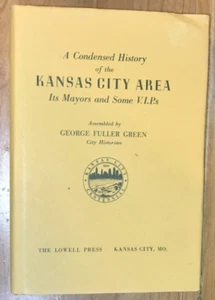 A Condensed History
of the
KANSAS CITY AREA
Its Mayors and Some V.I.P.s
Assembled by
GEORGE FULLER GREEN
City Historian
THE LOWELL PRESS KANSAS CITY, MO.